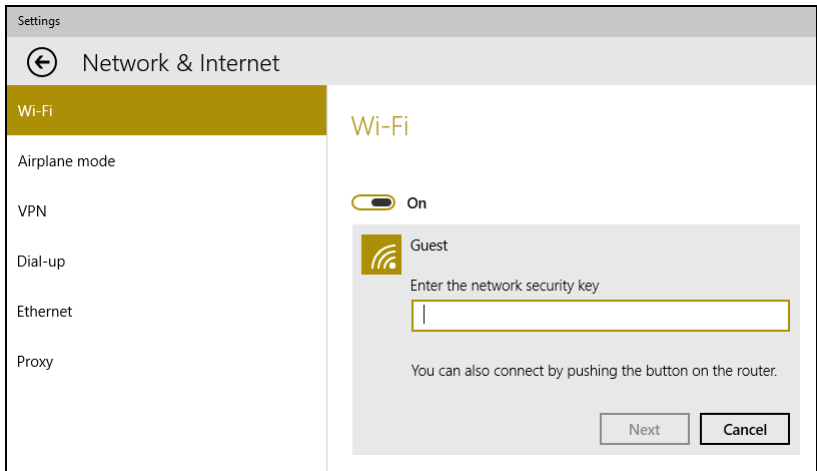 Settings
Network & Internet
Wi-Fi
Airplane mode
VPN
Dial-up
Ethernet
Proxy
Wi-Fi
On
Guest
Enter the network security key
You can also connect by pushing the button on the router.
Next
Cancel